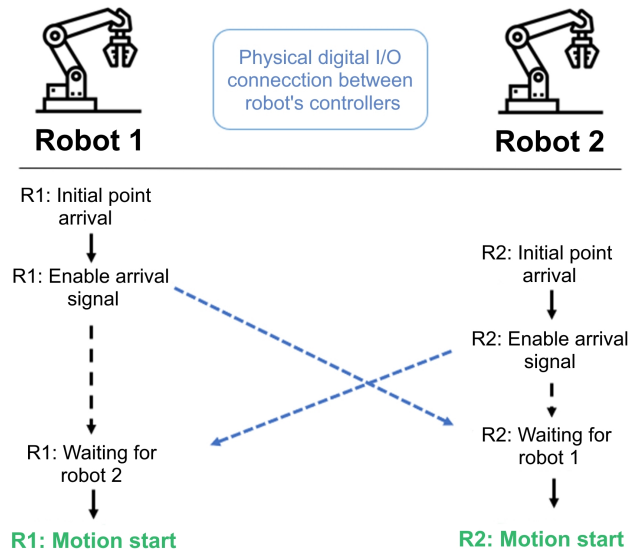 Physical digital I/O
connecction between
robot's controllers
Robot 1
Robot 2
R1: Initial point
arrival
R1: Enable arrival
signal
R1: Waiting for
robot 2
R1: Motion start
R2: Initial point
arrival
R2: Enable arrival
signal
R2: Waiting for
robot 1
R2: Motion start